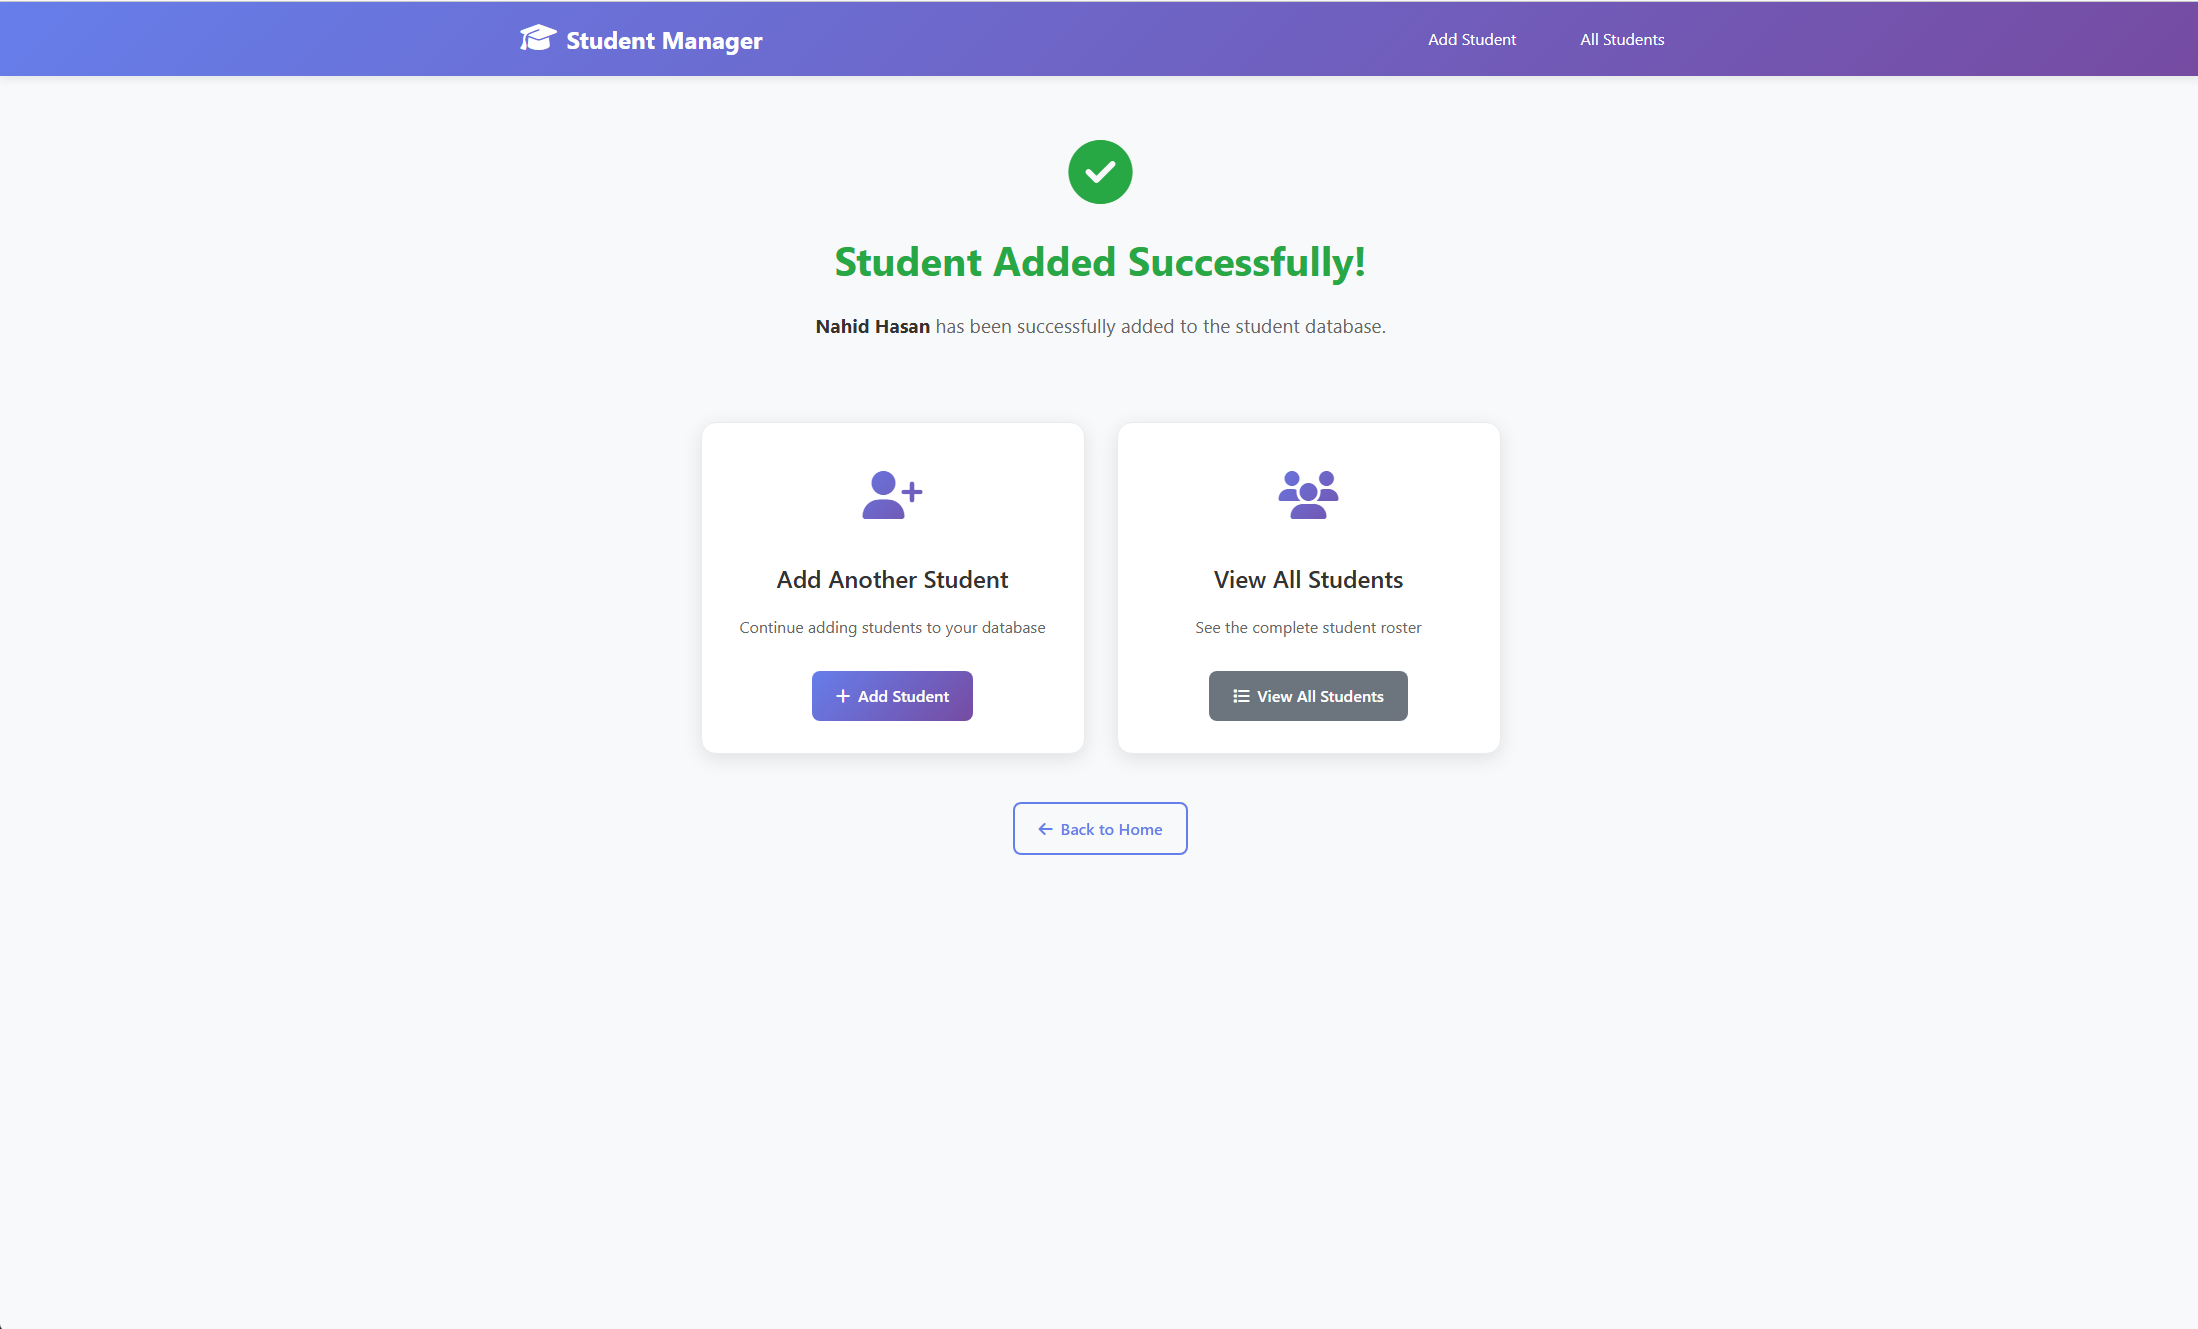 Student Manager
Add Student
All Students
Student Added Successfully!
Nahid Hasan has been successfully added to the student database.
Add Another Student
Continue adding students to your database
Add Student
View All Students
See the complete student roster
View All Students
Back to Home